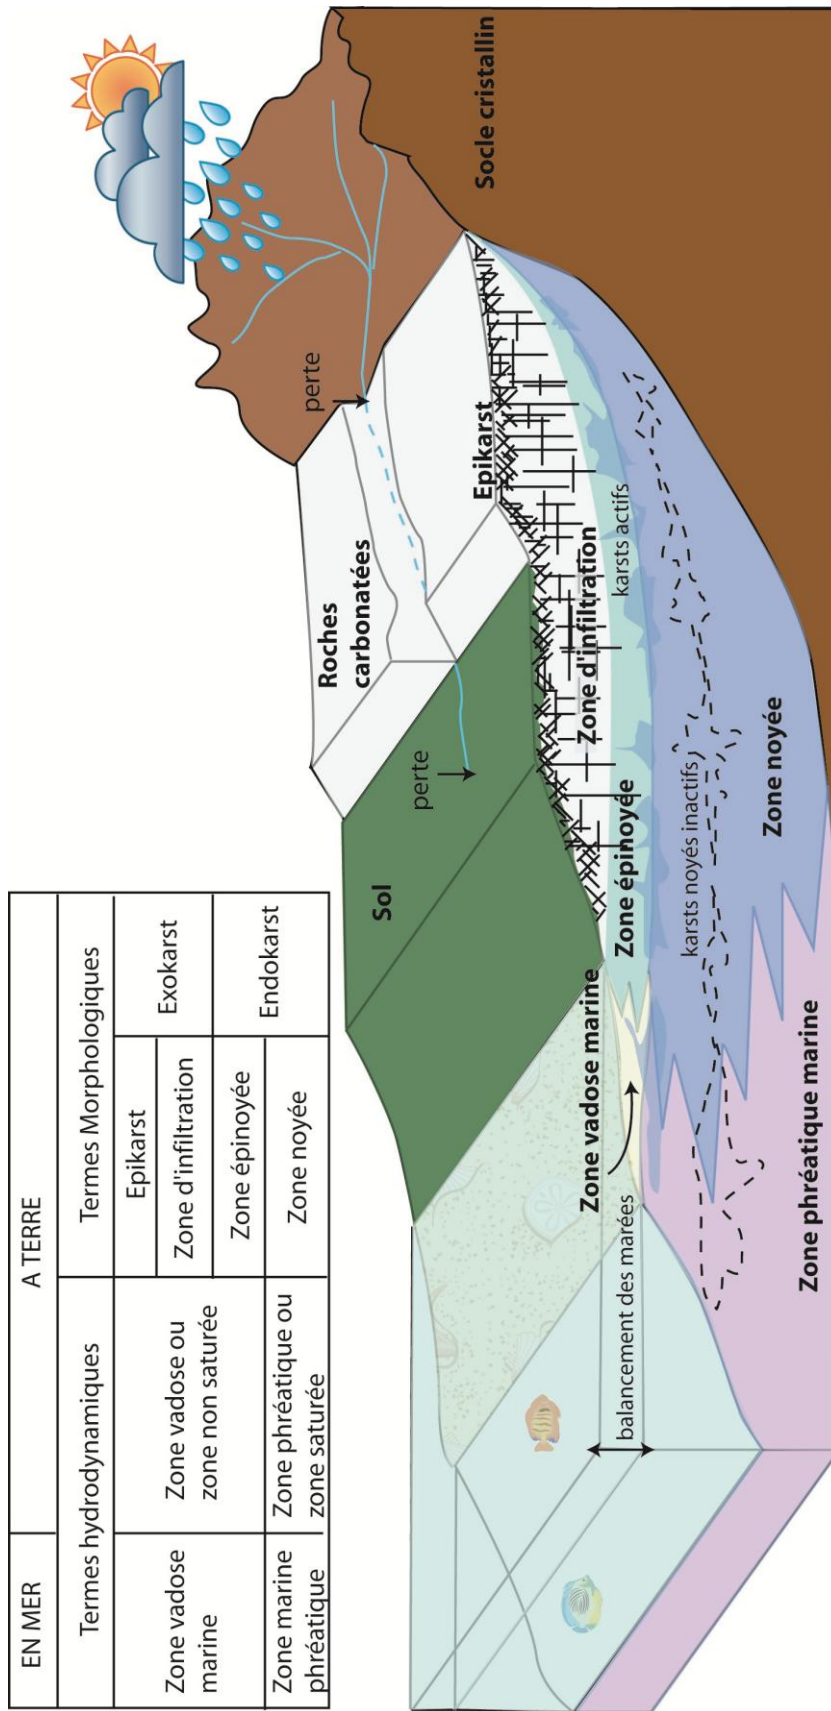 EN MER
A TERRE
Termes hydrodynamiques
Termes Morphologiques
Zone vadose
marine
Zone vadose ou
zone non saturée
Epikarst
Exokarst
Zone d'infiltration
Zone épinoyée
Endokarst
Zone marine
phréatique
Zone phréatique ou
zone saturée
Zone noyée
perte
Roches
carbonatées
Sol
perte
Socle cristallin
Epikarst
Zone d'infiltration
karsts actifs
Zone vadose marine
Zone épinoyée
balancement des marées
karsts noyés inactifs
Zone noyée
Zone phréatique marine